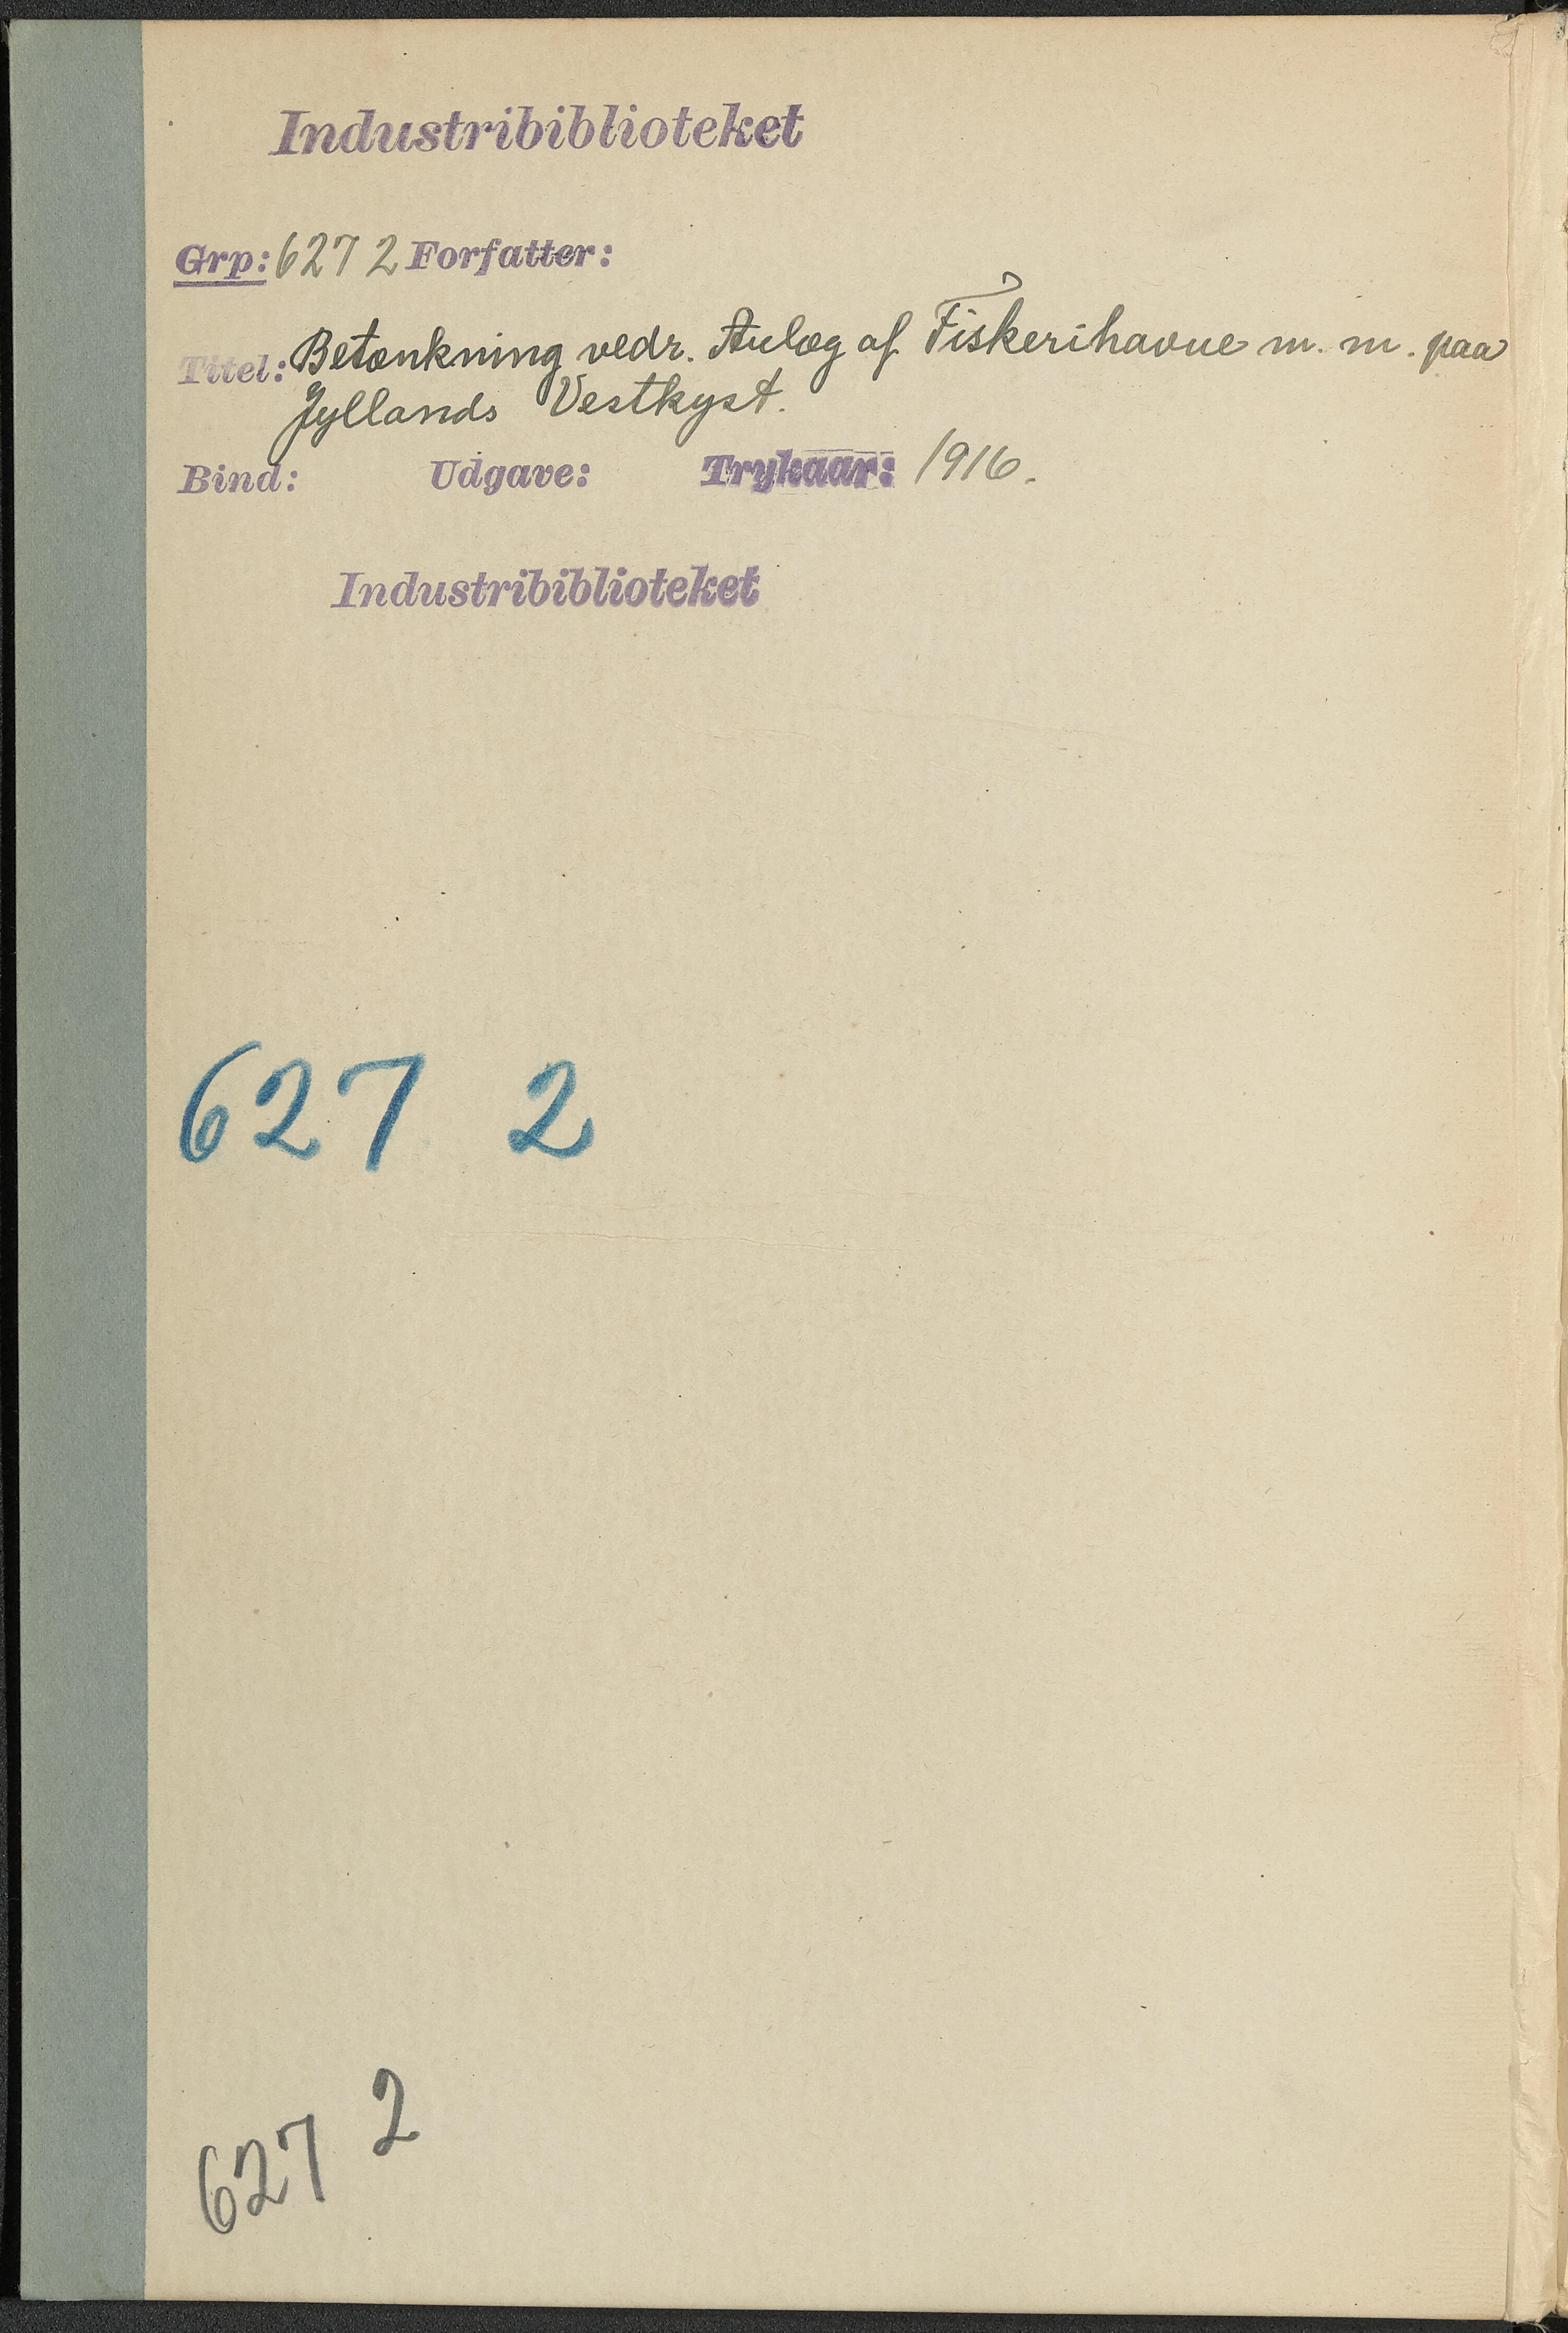 Industribiblioteket
Grp: 627 2 Forfatter:
Titel: Betænkning vedr. Anlæg af Fiskerihavne m. m. paa
Jyllands Vestkyst.
Bind: Udgave: Trykaar: 1916.
Industribiblioteket
627 2
627 2